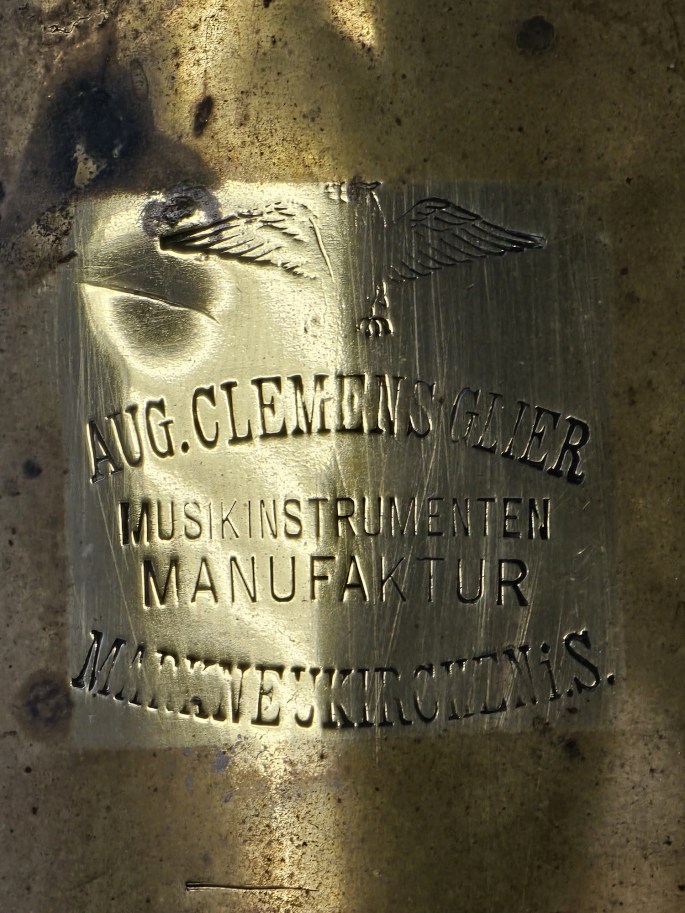 AUG. CLEMENS GLIER
MUSIKINSTRUMENTEN
MANUFAKTUR
MARKNEUKIRCHEN i.S.